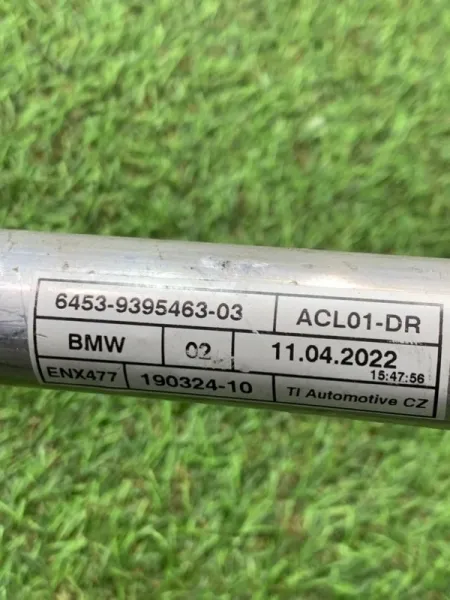 6453-9395463-03 ACL01-DR
BMW 02 11.04.2022
15:47:56
ENX477 190324-10 TI Automotive CZ